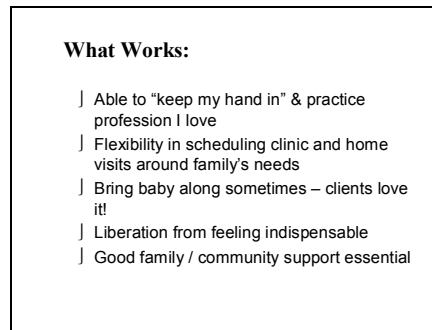 What Works:
⌡ Able to “keep my hand in” & practice
profession I love
⌡ Flexibility in scheduling clinic and home
visits around family’s needs
⌡ Bring baby along sometimes – clients love
it!
⌡ Liberation from feeling indispensable
⌡ Good family / community support essential